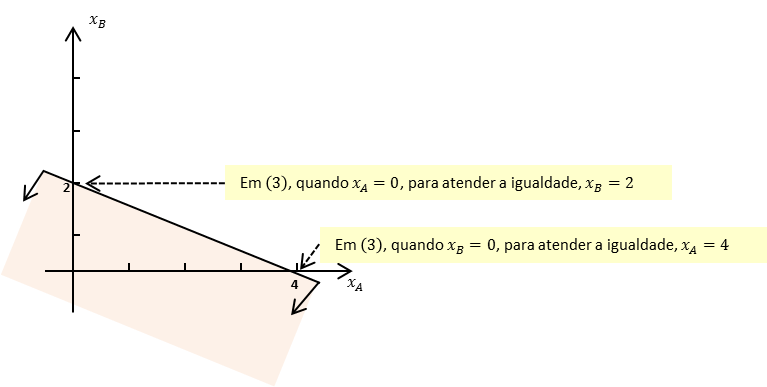 x_B
2
Em (3), quando x_A = 0, para atender a igualdade, x_B = 2
Em (3), quando x_B = 0, para atender a igualdade, x_A = 4
4
x_A